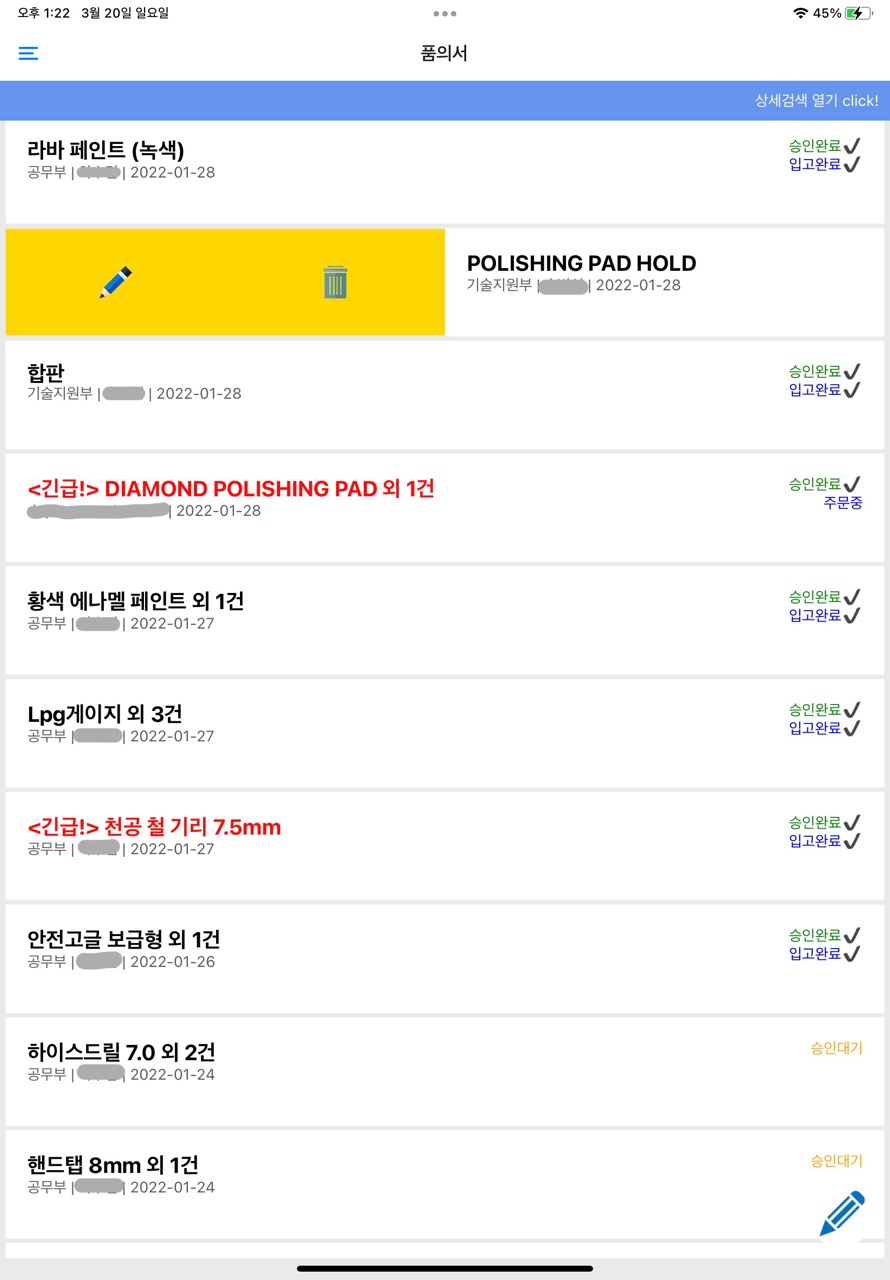 오후 1:22 3월 20일 일요일
45%
품의서
상세검색 열기 click!
라바 페인트 (녹색)
승인완료
공무부 | | 2022-01-28
입고완료
POLISHING PAD HOLD
기술지원부 | | 2022-01-28
합판
승인완료
기술지원부 | | 2022-01-28
입고완료
<긴급!> DIAMOND POLISHING PAD 외 1건
승인완료
| 2022-01-28
주문중
황색 에나멜 페인트 외 1건
승인완료
공무부 | | 2022-01-27
입고완료
Lpg게이지 외 3건
승인완료
공무부 | | 2022-01-27
입고완료
<긴급!> 천공 철 기리 7.5mm
승인완료
공무부 | | 2022-01-27
입고완료
안전고글 보급형 외 1건
승인완료
공무부 | | 2022-01-26
입고완료
하이스드릴 7.0 외 2건
승인대기
공무부 | | 2022-01-24
핸드탭 8mm 외 1건
승인대기
공무부 | | 2022-01-24